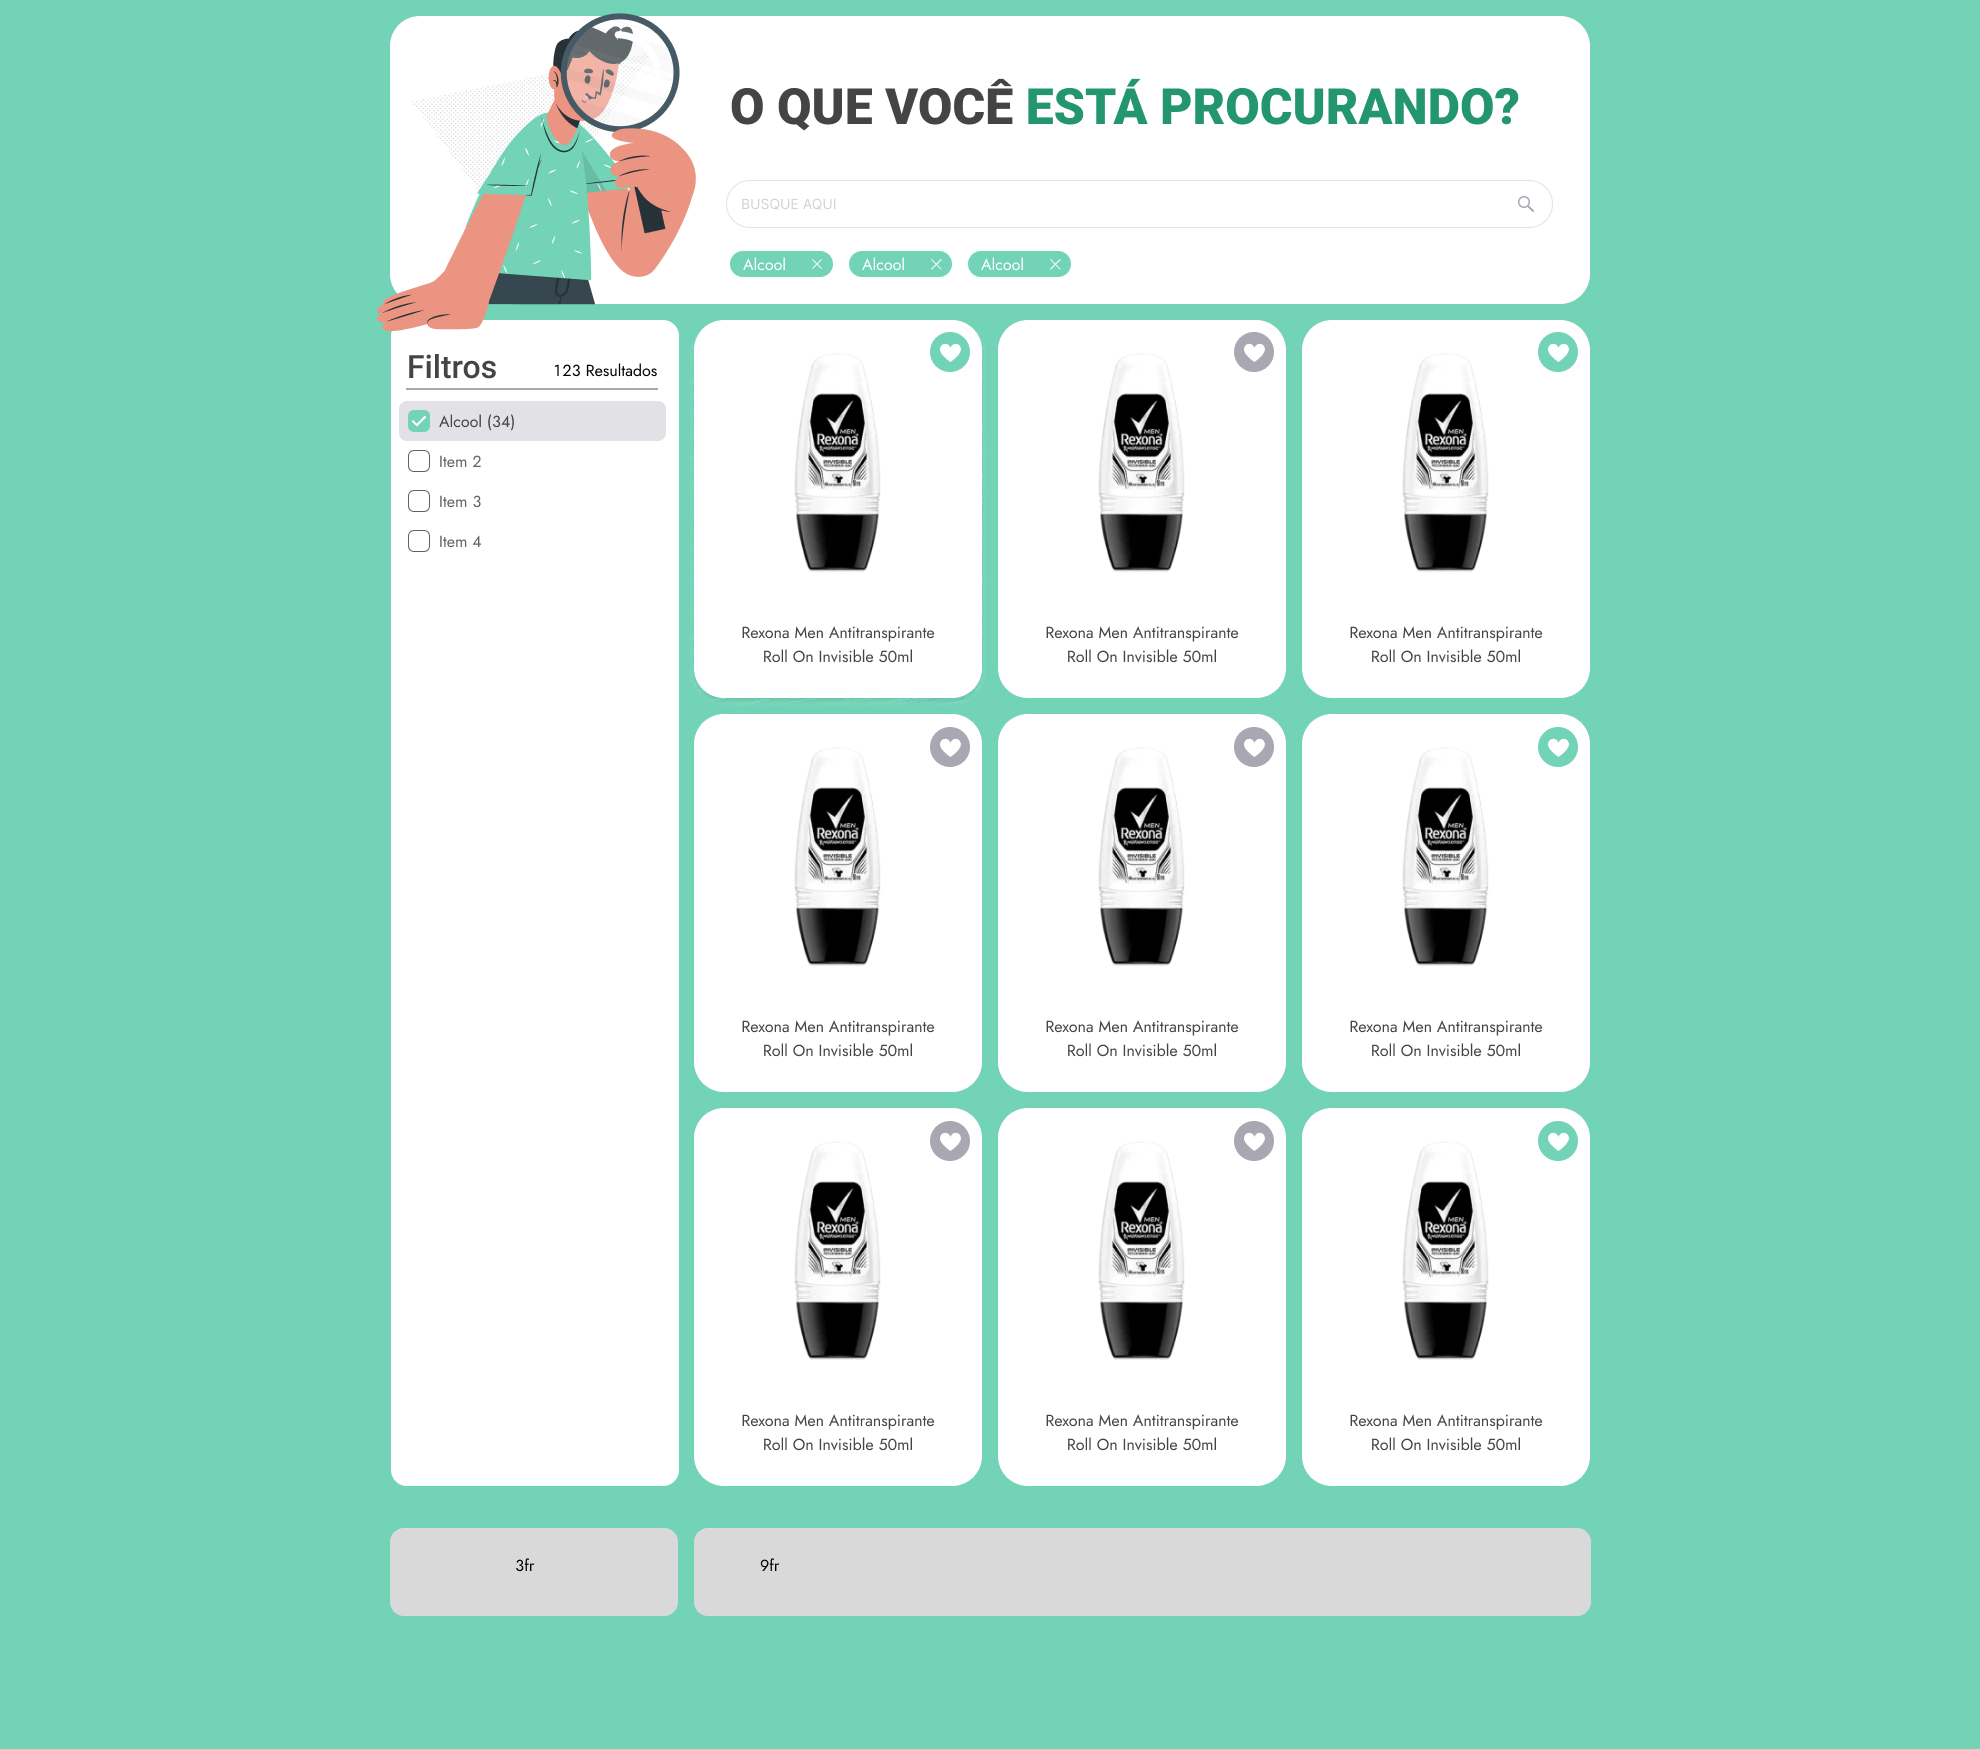 O QUE VOCÊ ESTÁ PROCURANDO?
BUSQUE AQUI
Alcool
Alcool
Alcool
Filtros
123 Resultados
Alcool (34)
Item 2
Item 3
Item 4
MEN
Rexona
INVISIBLE
Rexona Men Antitranspirante
Roll On Invisible 50ml
MEN
Rexona
INVISIBLE
Rexona Men Antitranspirante
Roll On Invisible 50ml
MEN
Rexona
INVISIBLE
Rexona Men Antitranspirante
Roll On Invisible 50ml
MEN
Rexona
INVISIBLE
Rexona Men Antitranspirante
Roll On Invisible 50ml
MEN
Rexona
INVISIBLE
Rexona Men Antitranspirante
Roll On Invisible 50ml
MEN
Rexona
INVISIBLE
Rexona Men Antitranspirante
Roll On Invisible 50ml
MEN
Rexona
INVISIBLE
Rexona Men Antitranspirante
Roll On Invisible 50ml
MEN
Rexona
INVISIBLE
Rexona Men Antitranspirante
Roll On Invisible 50ml
MEN
Rexona
INVISIBLE
Rexona Men Antitranspirante
Roll On Invisible 50ml
3fr
9fr